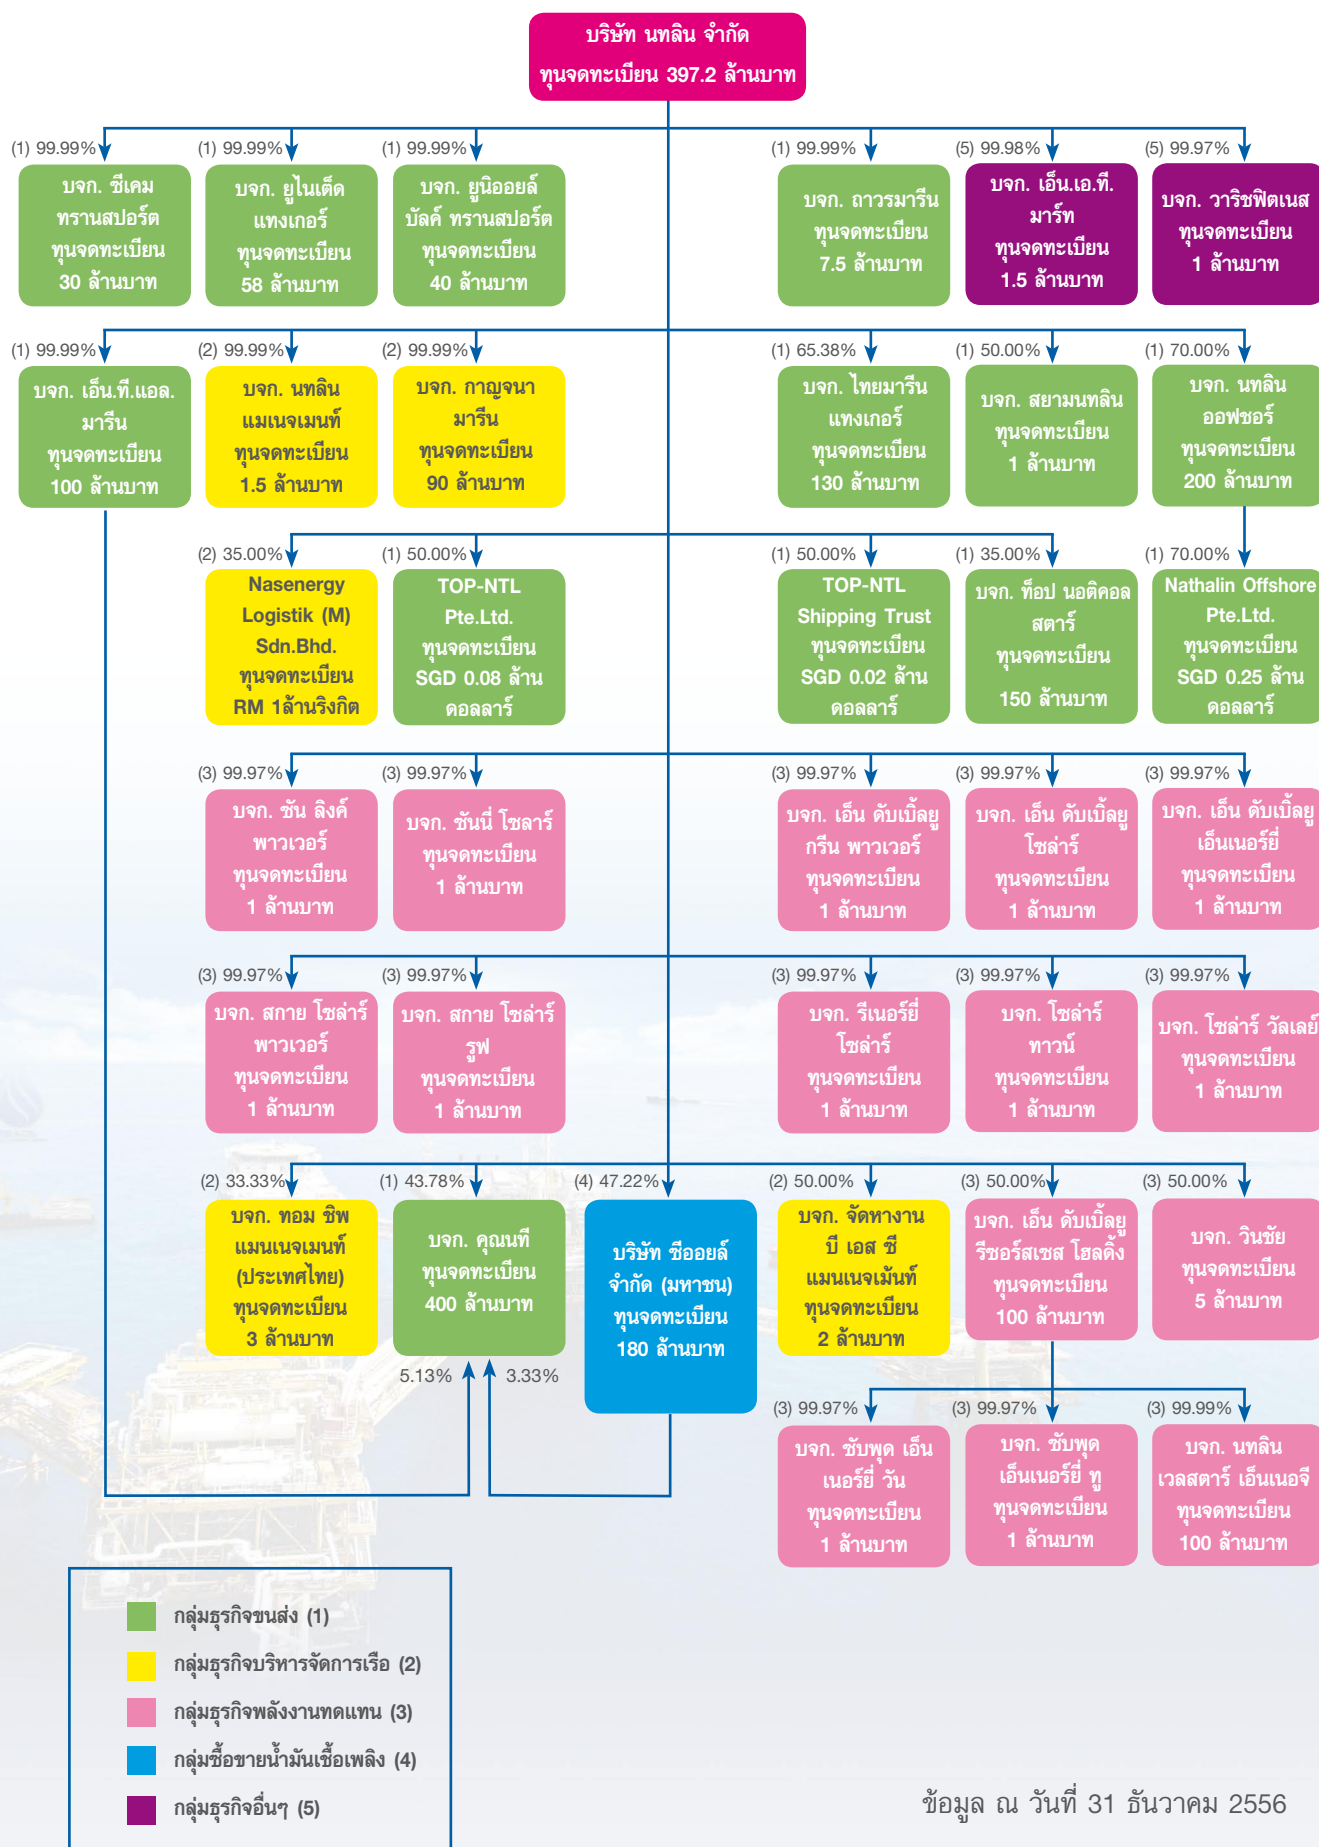 บริษัท นทลิน จำกัด
ทุนจดทะเบียน 397.2 ล้านบาท
(1) 99.99%
บจก. ซีเคม
ทรานสปอร์ต
ทุนจดทะเบียน
30 ล้านบาท
(1) 99.99%
บจก. ยูไนเต็ด
แทงเกอร์
ทุนจดทะเบียน
58 ล้านบาท
(1) 99.99%
บจก. ยูนิออยล์
บัลค์ ทรานสปอร์ต
ทุนจดทะเบียน
40 ล้านบาท
(1) 99.99%
บจก. ถาวรมารีน
ทุนจดทะเบียน
7.5 ล้านบาท
(5) 99.98%
บจก. เอ็น.เอ.ที.
มาร์ท
ทุนจดทะเบียน
1.5 ล้านบาท
(5) 99.97%
บจก. วาริชฟิตเนส
ทุนจดทะเบียน
1 ล้านบาท
(1) 99.99%
บจก. เอ็น.ที.แอล.
มารีน
ทุนจดทะเบียน
100 ล้านบาท
(2) 99.99%
บจก. นทลิน
แมเนจเมนท์
ทุนจดทะเบียน
1.5 ล้านบาท
(2) 99.99%
บจก. กาญจนา
มารีน
ทุนจดทะเบียน
90 ล้านบาท
(1) 65.38%
บจก. ไทยมารีน
แทงเกอร์
ทุนจดทะเบียน
130 ล้านบาท
(1) 50.00%
บจก. สยามนทลิน
ทุนจดทะเบียน
1 ล้านบาท
(1) 70.00%
บจก. นทลิน
ออฟชอร์
ทุนจดทะเบียน
200 ล้านบาท
(2) 35.00%
Nasenergy
Logistik (M)
Sdn.Bhd.
ทุนจดทะเบียน
RM 1ล้านริงกิต
(1) 50.00%
TOP-NTL
Pte.Ltd.
ทุนจดทะเบียน
SGD 0.08 ล้าน
ดอลลาร์
(1) 50.00%
TOP-NTL
Shipping Trust
ทุนจดทะเบียน
SGD 0.02 ล้าน
ดอลลาร์
(1) 35.00%
บจก. ท็อป นอติคอล
สตาร์
ทุนจดทะเบียน
150 ล้านบาท
(1) 70.00%
Nathalin Offshore
Pte.Ltd.
ทุนจดทะเบียน
SGD 0.25 ล้าน
ดอลลาร์
(3) 99.97%
บจก. ซัน ลิงค์
พาวเวอร์
ทุนจดทะเบียน
1 ล้านบาท
(3) 99.97%
บจก. ซันนี่ โซลาร์
ทุนจดทะเบียน
1 ล้านบาท
(3) 99.97%
บจก. เอ็น ดับเบิ้ลยู
กรีน พาวเวอร์
ทุนจดทะเบียน
1 ล้านบาท
(3) 99.97%
บจก. เอ็น ดับเบิ้ลยู
โซล่าร์
ทุนจดทะเบียน
1 ล้านบาท
(3) 99.97%
บจก. เอ็น ดับเบิ้ลยู
เอ็นเนอร์ยี่
ทุนจดทะเบียน
1 ล้านบาท
(3) 99.97%
บจก. สกาย โซล่าร์
พาวเวอร์
ทุนจดทะเบียน
1 ล้านบาท
(3) 99.97%
บจก. สกาย โซล่าร์
รูฟ
ทุนจดทะเบียน
1 ล้านบาท
(3) 99.97%
บจก. รีเนอร์ยี่
โซล่าร์
ทุนจดทะเบียน
1 ล้านบาท
(3) 99.97%
บจก. โซล่าร์
ทาวน์
ทุนจดทะเบียน
1 ล้านบาท
(3) 99.97%
บจก. โซล่าร์ วัลเลย์
ทุนจดทะเบียน
1 ล้านบาท
(2) 33.33%
บจก. ทอม ชิพ
แมนเนจเมนท์
(ประเทศไทย)
ทุนจดทะเบียน
3 ล้านบาท
(1) 43.78%
บจก. คุณนที
ทุนจดทะเบียน
400 ล้านบาท
(4) 47.22%
บริษัท ซีออยล์
จำกัด (มหาชน)
ทุนจดทะเบียน
180 ล้านบาท
(2) 50.00%
บจก. จัดหางาน
บี เอส ซี
แมนเนจเม้นท์
ทุนจดทะเบียน
2 ล้านบาท
(3) 50.00%
บจก. เอ็น ดับเบิ้ลยู
รีซอร์สเซส โฮลดิ้ง
ทุนจดทะเบียน
100 ล้านบาท
(3) 50.00%
บจก. วินชัย
ทุนจดทะเบียน
5 ล้านบาท
5.13%
3.33%
(3) 99.97%
บจก. ซับพุด เอ็น
เนอร์ยี่ วัน
ทุนจดทะเบียน
1 ล้านบาท
(3) 99.97%
บจก. ซับพุด
เอ็นเนอร์ยี่ ทู
ทุนจดทะเบียน
1 ล้านบาท
(3) 99.99%
บจก. นทลิน
เวลสตาร์ เอ็นเนอจี
ทุนจดทะเบียน
100 ล้านบาท
กลุ่มธุรกิจขนส่ง (1)
กลุ่มธุรกิจบริหารจัดการเรือ (2)
กลุ่มธุรกิจพลังงานทดแทน (3)
กลุ่มซื้อขายน้ำมันเชื้อเพลิง (4)
กลุ่มธุรกิจอื่นๆ (5)
ข้อมูล ณ วันที่ 31 ธันวาคม 2556